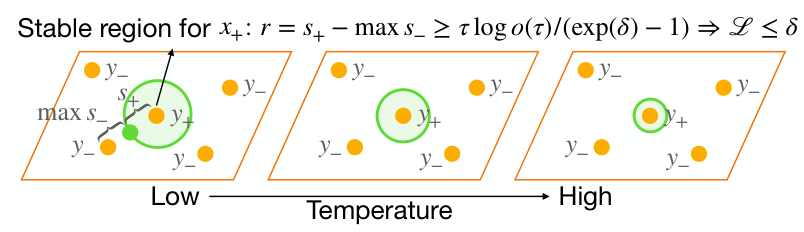 Stable region for x₊: r = s₊ − max s₋ ≥ τ log o(τ)/(exp(δ) − 1) ⇒ ℒ ≤ δ
y₋ y₋ y₋
s₊ y₋ y₋ y₋
max s₋ y₊ y₊ y₊
y₋ y₋ y₋ y₋ y₋ y₋
Low High
Temperature